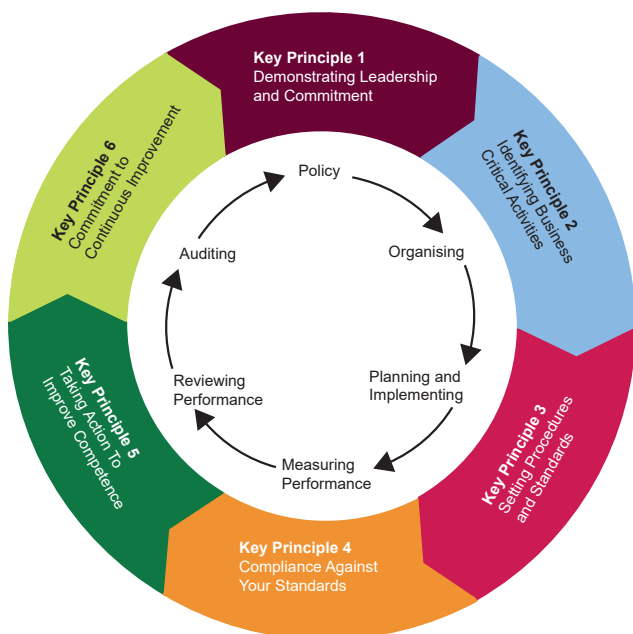 Key Principle 1
Demonstrating Leadership
and Commitment
Key Principle 2
Identifying Business
Critical Activities
Key Principle 3
Setting Procedures
and Standards
Key Principle 4
Compliance Against
Your Standards
Key Principle 5
Taking Action To
Improve Competence
Key Principle 6
Commitment to
Continuous Improvement
Policy
Organising
Planning and
Implementing
Measuring
Performance
Reviewing
Performance
Auditing